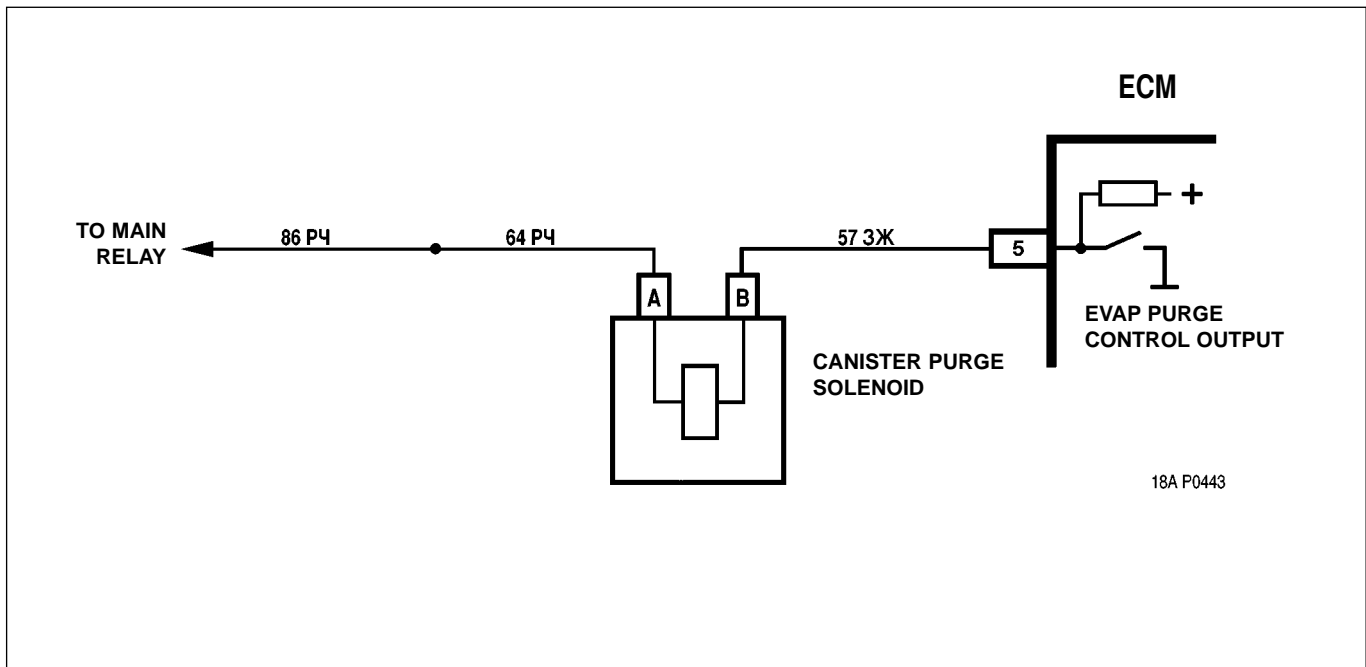 ECM
TO MAIN
RELAY
86 РЧ
64 РЧ
57 ЗЖ
5
+
A
B
EVAP PURGE
CONTROL OUTPUT
CANISTER PURGE
SOLENOID
18A P0443